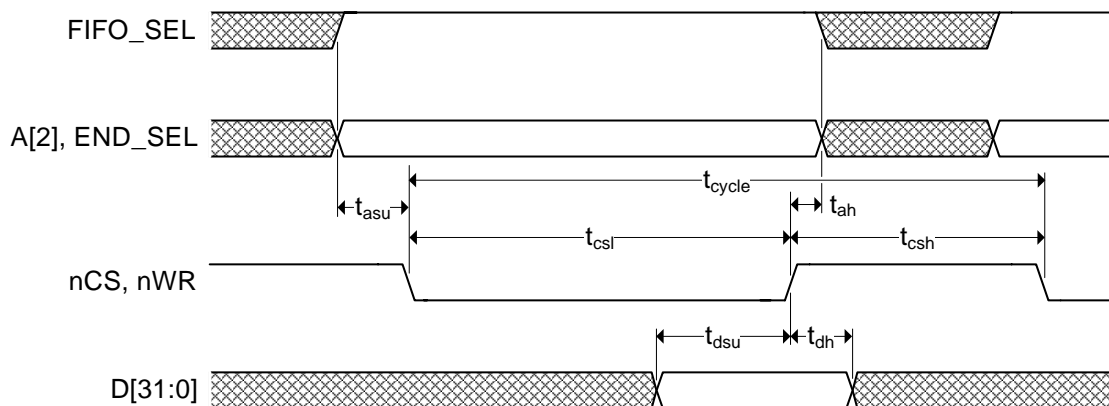 FIFO_SEL
A[2], END_SEL
tcycle
tasu
tah
tcsl
tcsh
nCS, nWR
tdsu
tdh
D[31:0]